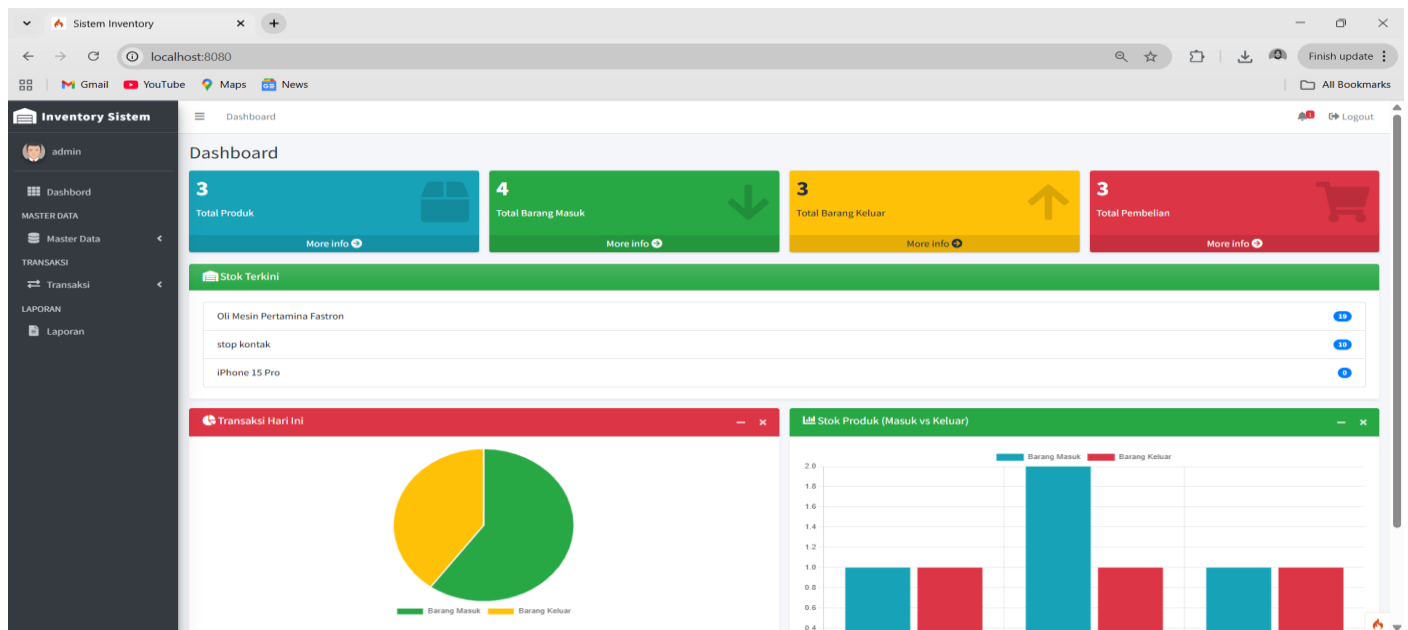 Sistem Inventory
localhost:8080
Finish update
Gmail YouTube Maps News All Bookmarks
Inventory Sistem
Dashboard
1 Logout
admin
Dashboard
Dashbord
MASTER DATA
Master Data
TRANSAKSI
Transaksi
LAPORAN
Laporan
3
Total Produk
More info
4
Total Barang Masuk
More info
3
Total Barang Keluar
More info
3
Total Pembelian
More info
Stok Terkini
Oli Mesin Pertamina Fastron 19
stop kontak 10
iPhone 15 Pro 0
Transaksi Hari Ini
Barang Masuk Barang Keluar
Stok Produk (Masuk vs Keluar)
Barang Masuk Barang Keluar
2.0
1.8
1.6
1.4
1.2
1.0
0.8
0.6
0.4